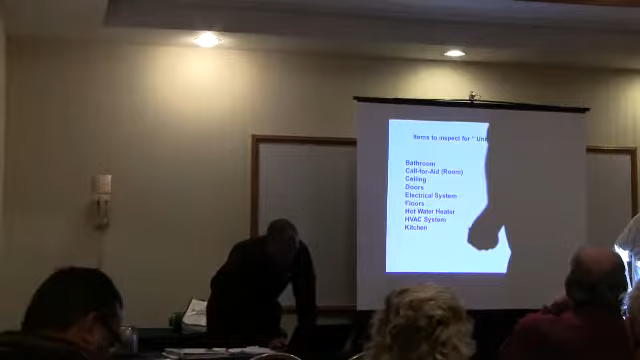 Items to inspect for " Unit
Bathroom
Call-for-Aid (Room)
Ceiling
Doors
Electrical System
Floors
Hot Water Heater
HVAC System
Kitchen